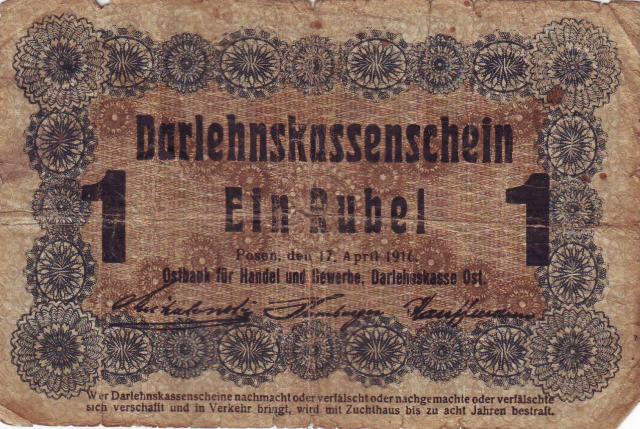 Darlehnskassenschein
1 Ein Rubel 1
Posen, den 17. April 1916.
Ostbank für Handel und Gewerbe, Darlehnskasse Ost.
Wer Darlehnskassenscheine nachmacht oder verfälscht oder nachgemachte oder verfälschte
sich verschafft und in Verkehr bringt, wird mit Zuchthaus bis zu acht Jahren bestraft.